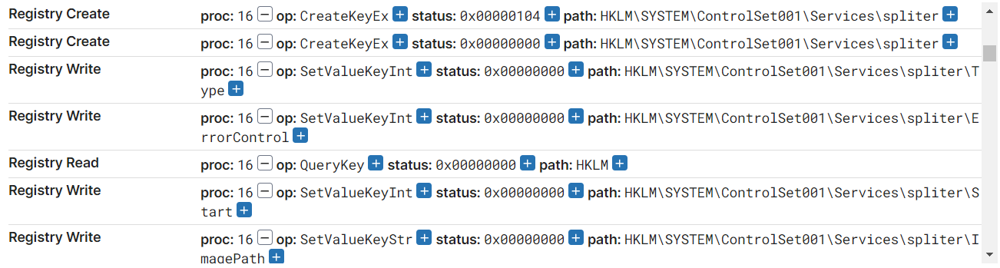 Registry Create proc: 16 op: CreateKeyEx status: 0x00000104 path: HKLM\SYSTEM\ControlSet001\Services\spliter
Registry Create proc: 16 op: CreateKeyEx status: 0x00000000 path: HKLM\SYSTEM\ControlSet001\Services\spliter
Registry Write proc: 16 op: SetValueKeyInt status: 0x00000000 path: HKLM\SYSTEM\ControlSet001\Services\spliter\T
ype
Registry Write proc: 16 op: SetValueKeyInt status: 0x00000000 path: HKLM\SYSTEM\ControlSet001\Services\spliter\E
rrorControl
Registry Read proc: 16 op: QueryKey status: 0x00000000 path: HKLM
Registry Write proc: 16 op: SetValueKeyInt status: 0x00000000 path: HKLM\SYSTEM\ControlSet001\Services\spliter\S
tart
Registry Write proc: 16 op: SetValueKeyStr status: 0x00000000 path: HKLM\SYSTEM\ControlSet001\Services\spliter\I
magePath